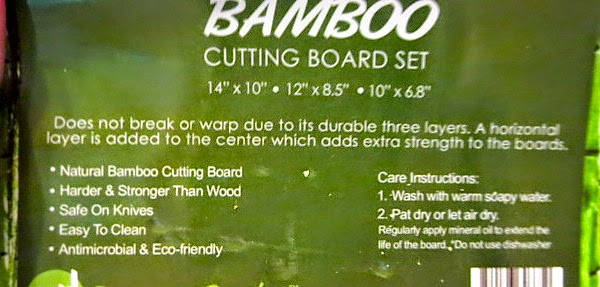 BAMBOO
CUTTING BOARD SET
14" x 10" • 12" x 8.5" • 10" x 6.8"
Does not break or warp due to its durable three layers. A horizontal
layer is added to the center which adds extra strength to the boards.
• Natural Bamboo Cutting Board
• Harder & Stronger Than Wood
• Safe On Knives
• Easy To Clean
• Antimicrobial & Eco-friendly
Care Instructions:
1. Wash with warm soapy water.
2. Pat dry or let air dry.
Regularly apply mineral oil to extend the
life of the board. *Do not use dishwasher